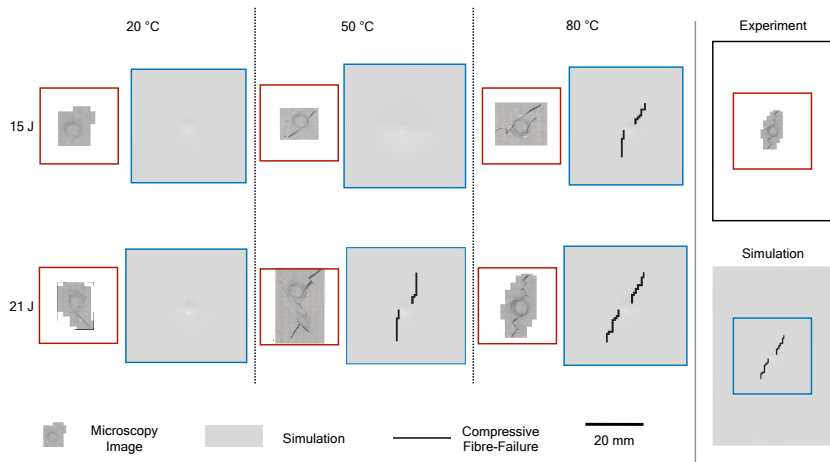 20 °C
50 °C
80 °C
Experiment
15 J
Simulation
21 J
Microscopy
Image
Simulation
Compressive
Fibre-Failure
20 mm